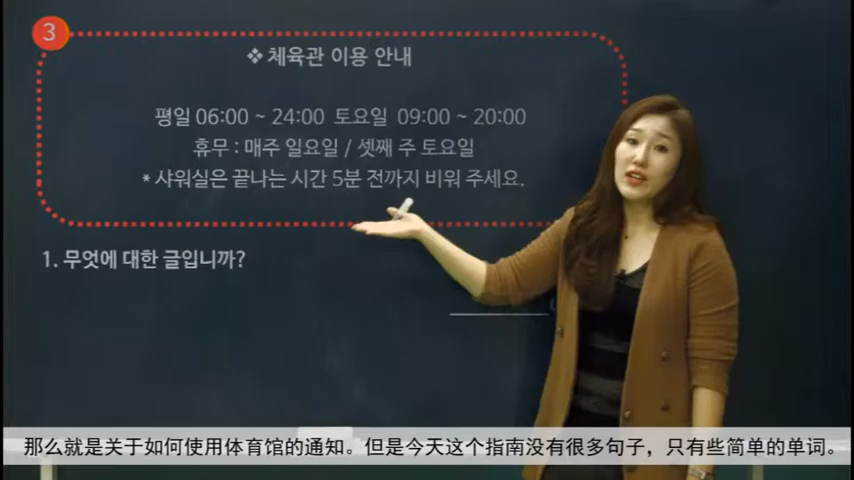 3
❖ 체육관 이용 안내
평일 06:00 ~ 24:00 토요일 09:00 ~ 20:00
휴무 : 매주 일요일 / 셋째 주 토요일
* 샤워실은 끝나는 시간 5분 전까지 비워 주세요.
1. 무엇에 대한 글입니까?
那么就是关于如何使用体育馆的通知。但是今天这个指南没有很多句子，只有些简单的单词。